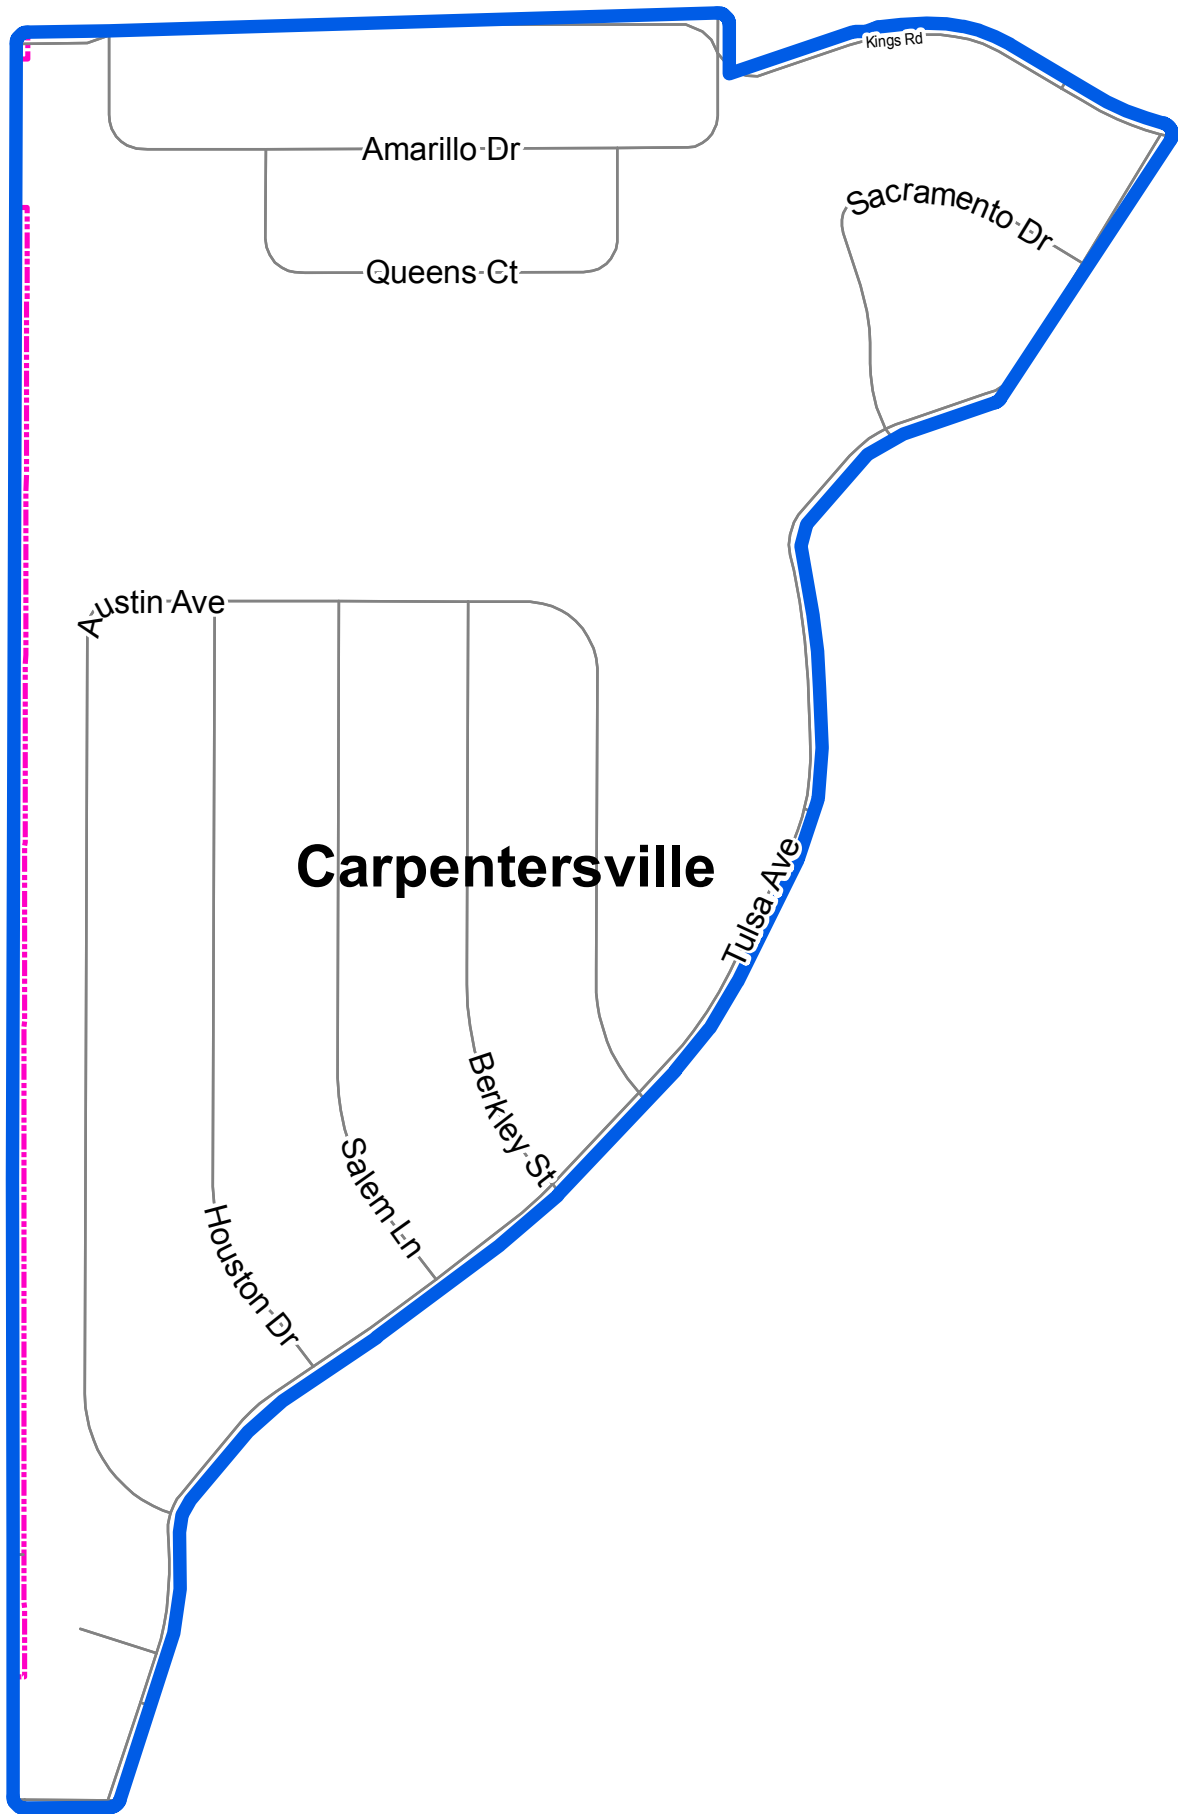 Kings Rd
Amarillo Dr
Sacramento Dr
Queens Ct
Austin Ave
Carpentersville
Tulsa Ave
Berkley St
Salem Ln
Houston Dr